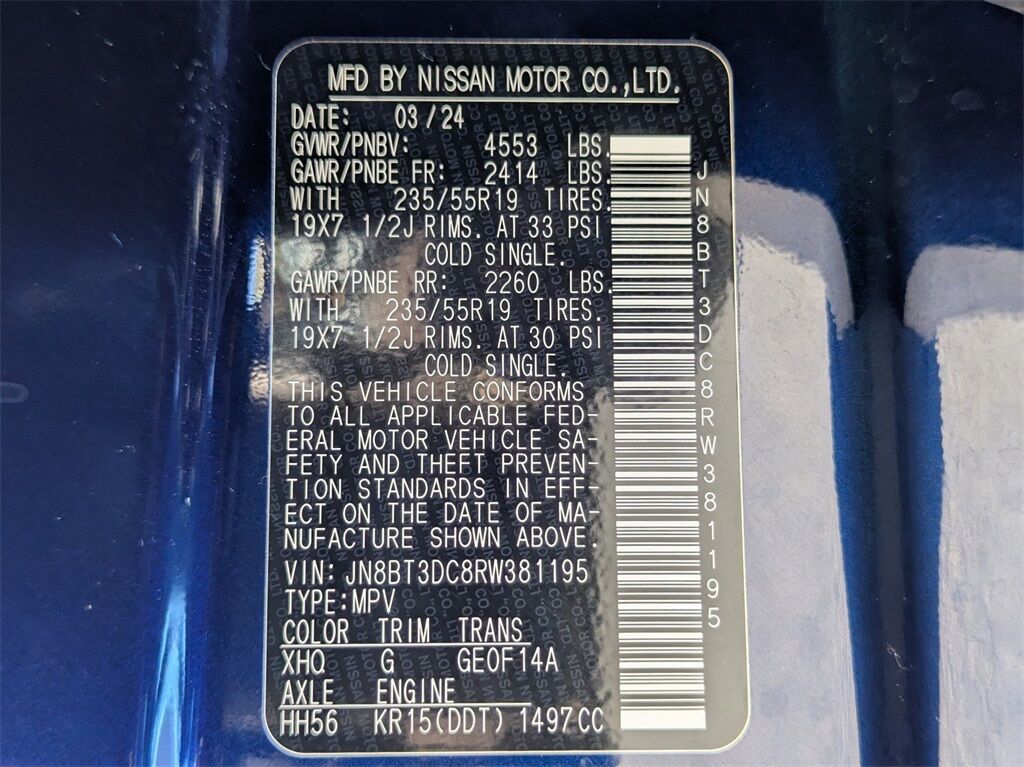 MFD BY NISSAN MOTOR CO.,LTD.
DATE: 03/24
GVWR/PNBV: 4553 LBS.
GAWR/PNBE FR: 2414 LBS.
WITH 235/55R19 TIRES.
19X7 1/2J RIMS. AT 33 PSI
COLD SINGLE.
GAWR/PNBE RR: 2260 LBS.
WITH 235/55R19 TIRES.
19X7 1/2J RIMS. AT 30 PSI
COLD SINGLE.
THIS VEHICLE CONFORMS
TO ALL APPLICABLE FED-
ERAL MOTOR VEHICLE SA-
FETY AND THEFT PREVEN-
TION STANDARDS IN EFF-
ECT ON THE DATE OF MA-
NUFACTURE SHOWN ABOVE.
VIN: JN8BT3DC8RW381195
TYPE:MPV
COLOR TRIM TRANS
XHQ G GE0F14A
AXLE ENGINE
HH56 KR15(DDT) 1497CC
JN8BT3DC8RW381195